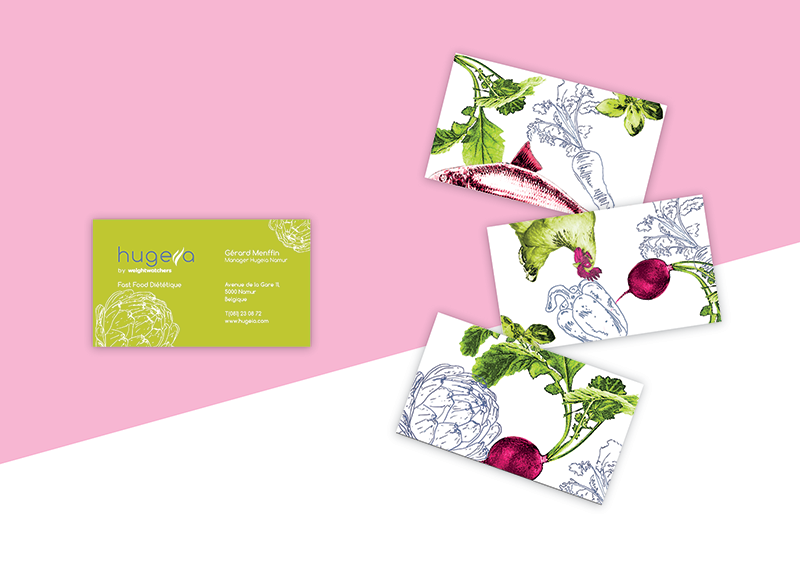 hugeia
by weightwatchers
Fast Food Diététique
Gérard Menffin
Manager Hugeia Namur
Avenue de la Gare 11,
5000 Namur
Belgique
T(081) 23 08 72
www.hugeia.com